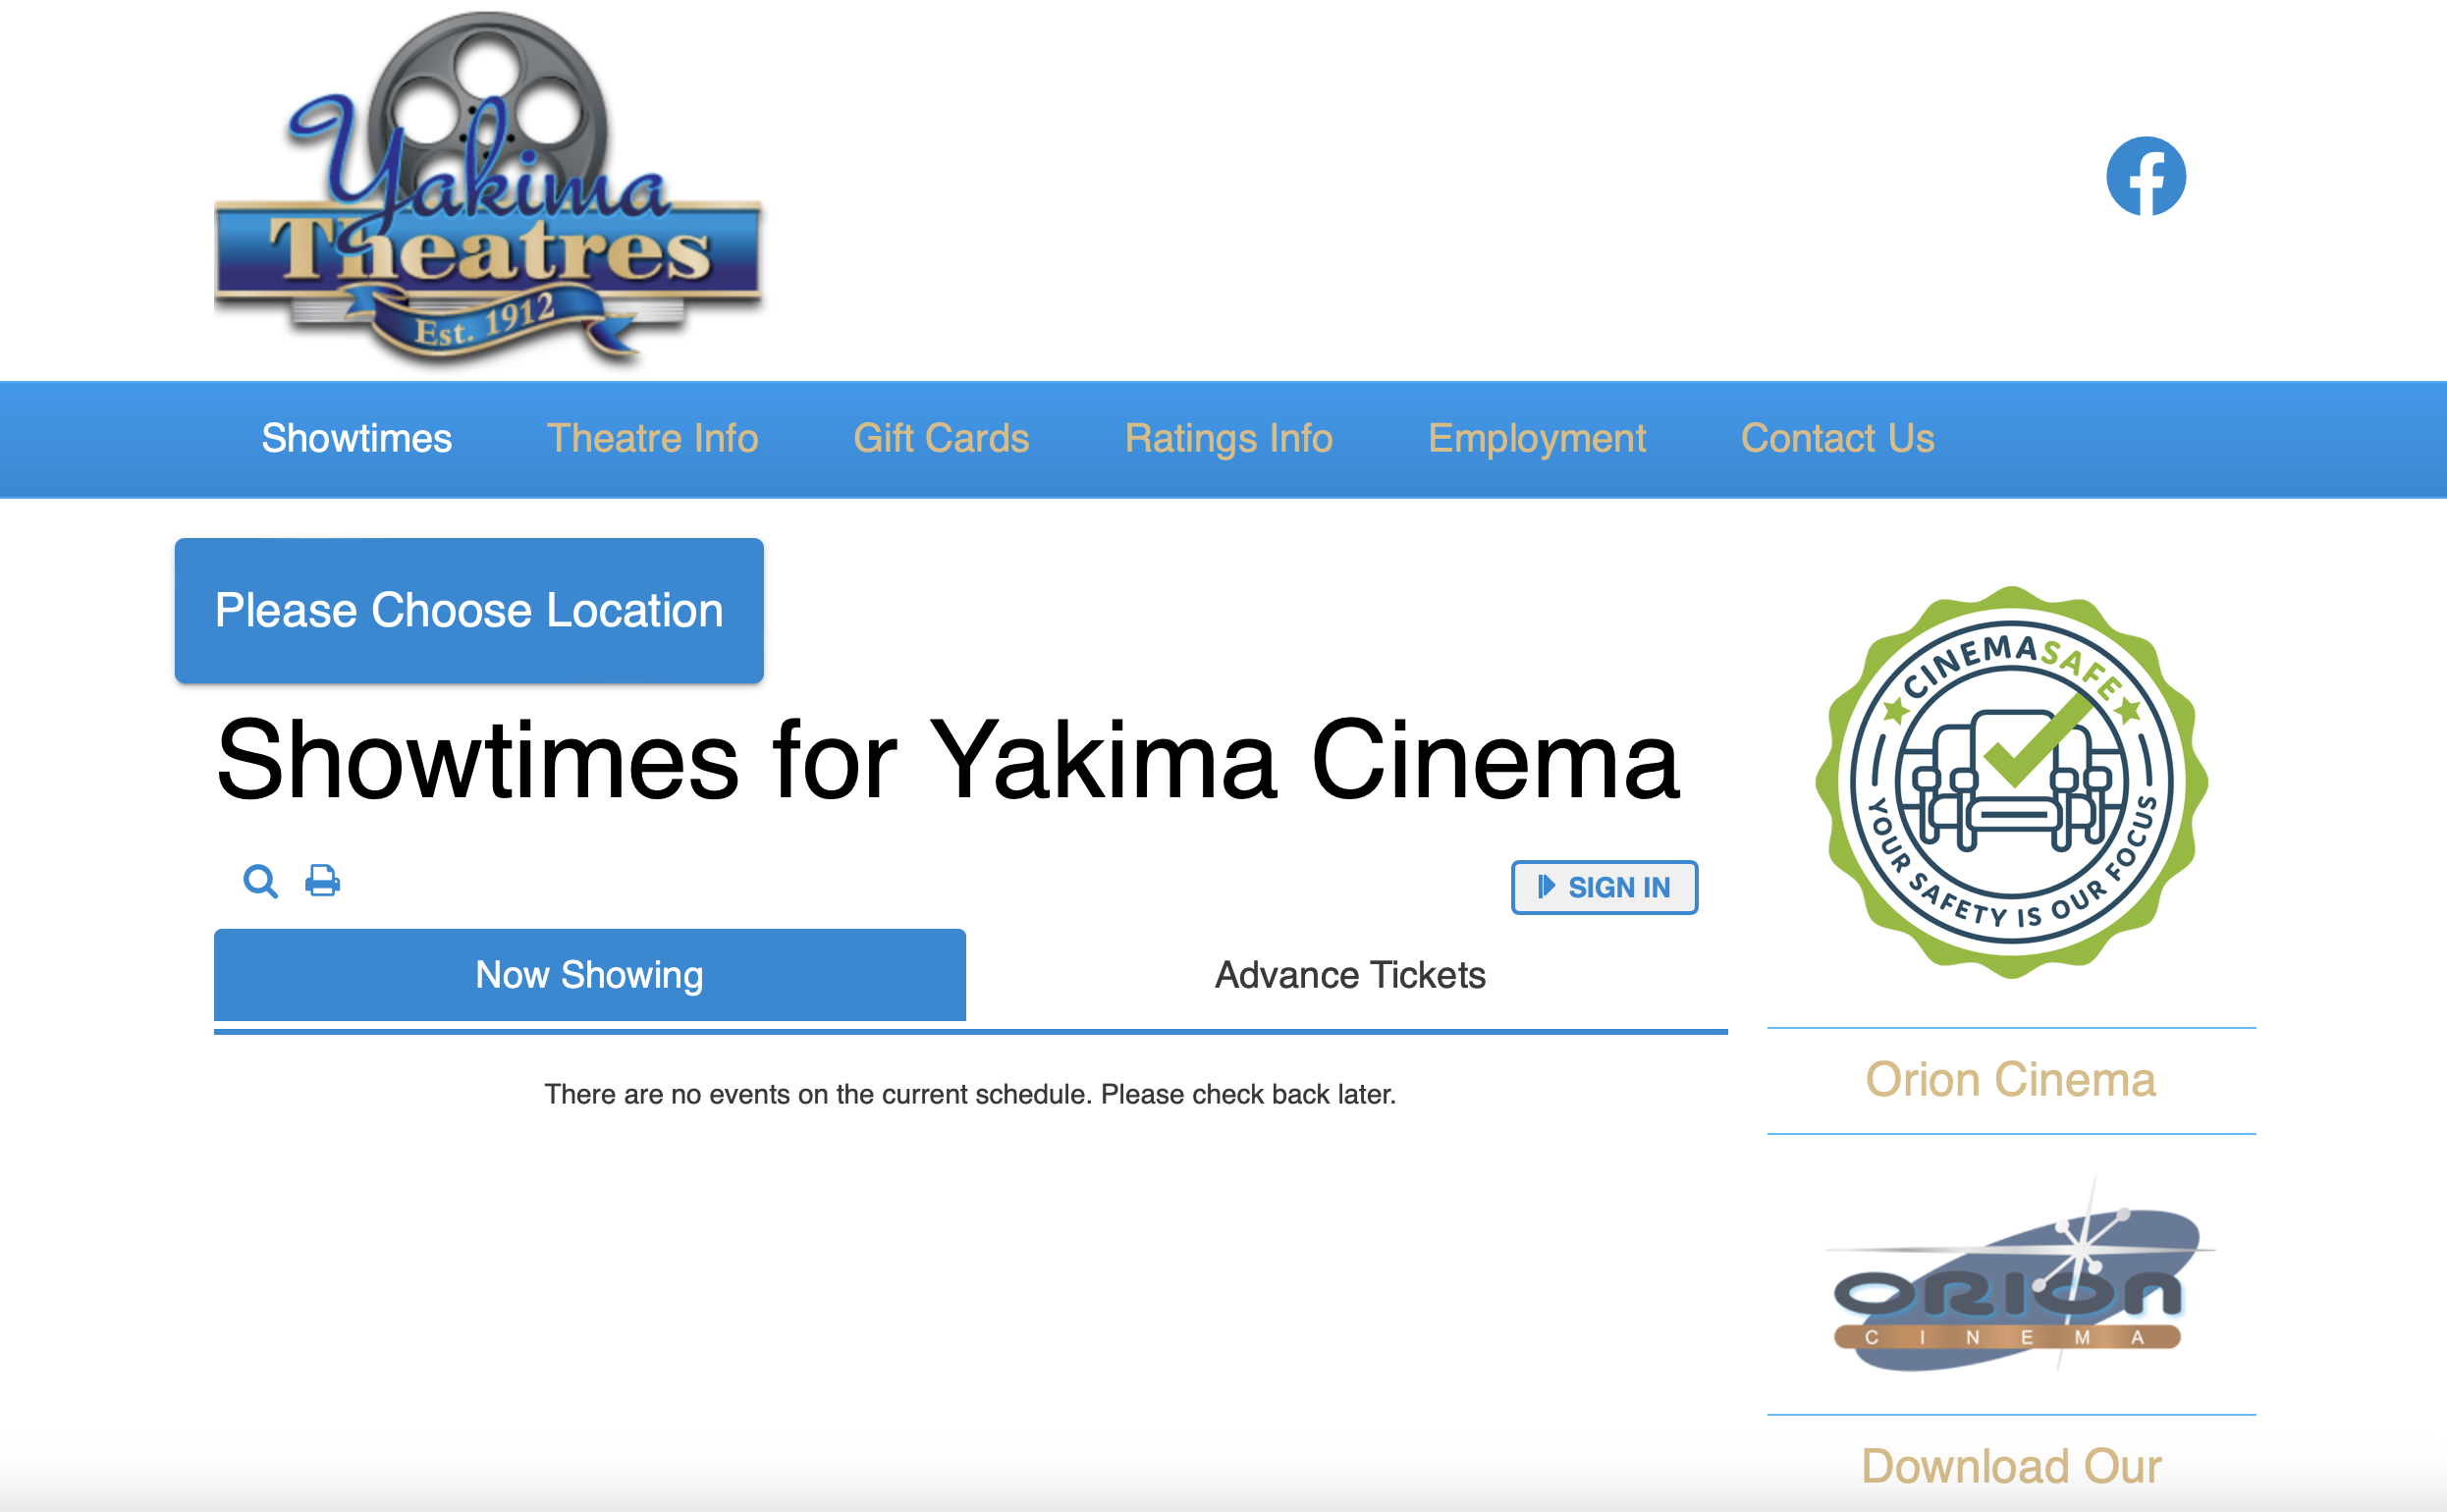 Yakima
Theatres
Est. 1912
Showtimes Theatre Info Gift Cards Ratings Info Employment Contact Us
Please Choose Location
Showtimes for Yakima Cinema
SIGN IN
Now Showing Advance Tickets
There are no events on the current schedule. Please check back later.
CINEMASAFE
YOUR SAFETY IS OUR FOCUS
Orion Cinema
ORION
CINEMA
Download Our